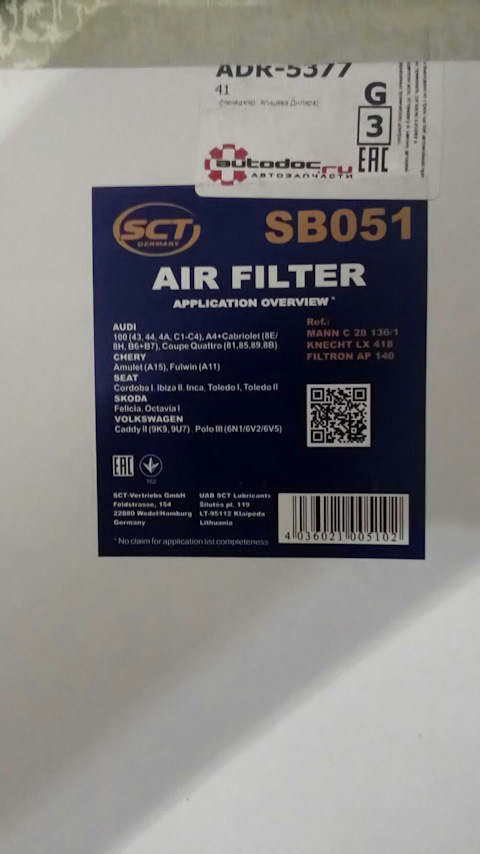 ADR-5377
41
G
3
EAC
autodoc.ru
АВТОЗАПЧАСТИ
SCT
GERMANY
SB051
AIR FILTER
APPLICATION OVERVIEW *
AUDI
100 (43, 44, 4A, C1-C4), A4+Cabriolet (8E/
8H, B6+B7), Coupe Quattro (81,85,89,8B)
CHERY
Amulet (A15), Fulwin (A11)
SEAT
Cordoba I, Ibiza II, Inca, Toledo I, Toledo II
SKODA
Felicia, Octavia I
VOLKSWAGEN
Caddy II (9K9, 9U7) , Polo III (6N1/6V2/6V5)
Ref.:
MANN C 28 136/1
KNECHT LX 418
FILTRON AP 140
EAC
162
SCT-Vertriebs GmbH
Feldstrasse, 154
22880 Wedel/Hamburg
Germany
UAB SCT Lubricants
Šilutės pl. 119
LT-95112 Klaipėda
Lithuania
* No claim for application list completeness
4 036021 005102